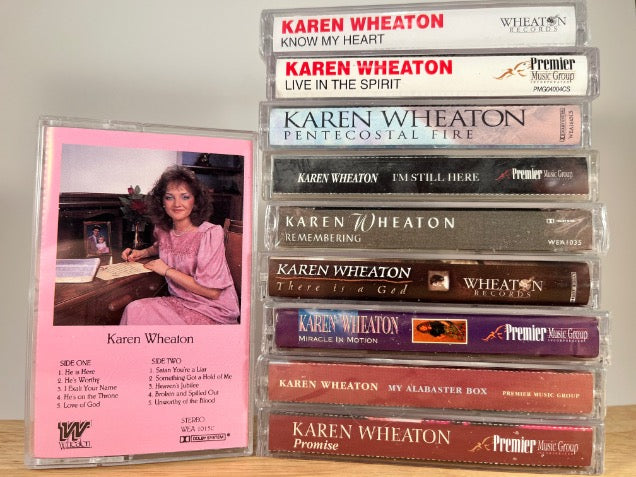 Karen Wheaton
SIDE ONE
1. He is Here
2. He's Worthy
3. I Exalt Your Name
4. He's on the Throne
5. Love of God
SIDE TWO
1. Satan You're a Liar
2. Something Got a Hold of Me
3. Heaven's Jubilee
4. Broken and Spilled Out
5. Unworthy of the Blood
Wheaton
STEREO
DOLBY SYSTEM
KAREN WHEATON
KNOW MY HEART
WHEATON
RECORDS
KAREN WHEATON
LIVE IN THE SPIRIT
Premier
Music Group
PMG04004CS
KAREN WHEATON
PENTECOSTAL FIRE
KAREN WHEATON I'M STILL HERE
Premier Music Group
KAREN WHEATON
REMEMBERING
WEA1035
KAREN WHEATON
There is a God
WHEATON
RECORDS
KAREN WHEATON
MIRACLE IN MOTION
Premier Music Group
KAREN WHEATON MY ALABASTER BOX PREMIER MUSIC GROUP
KAREN WHEATON
Promise
Premier Music Group